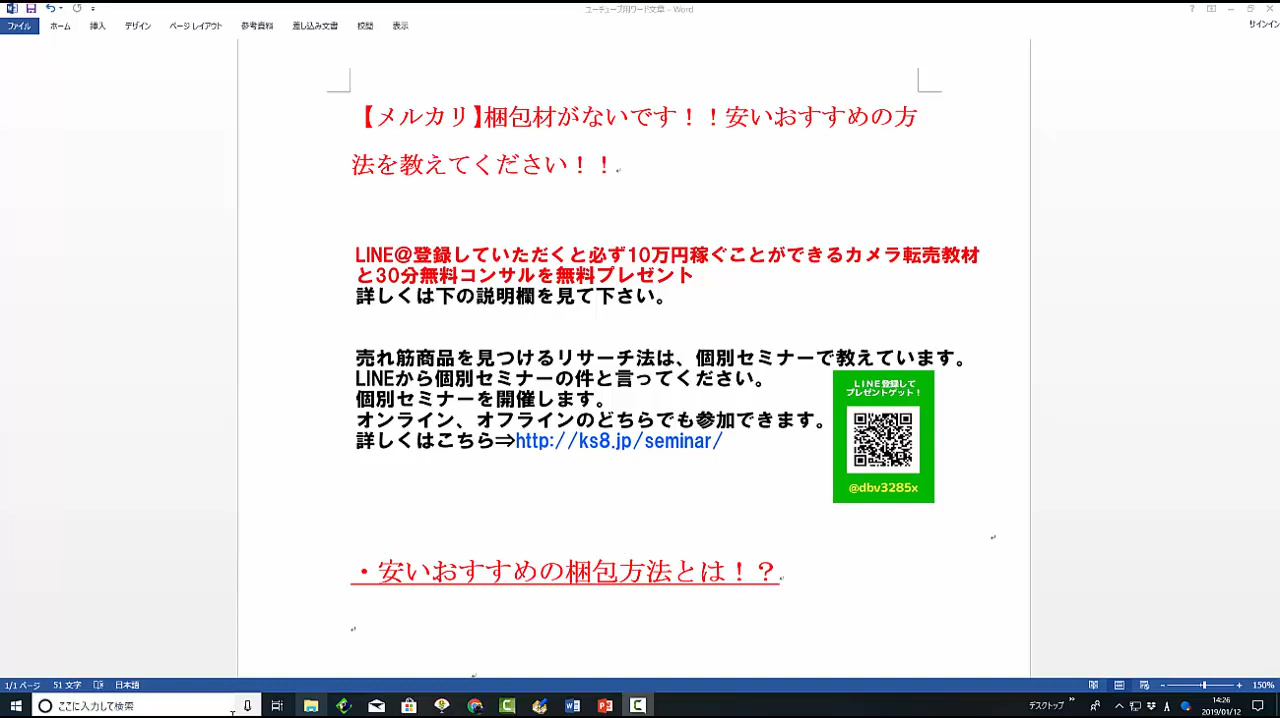 ユーチューブ用ワード文章 - Word
ファイル ホーム 挿入 デザイン ページ レイアウト 参考資料 差し込み文書 校閲 表示 サインイン
【メルカリ】梱包材がないです！！安いおすすめの方
法を教えてください！！
LINE@登録していただくと必ず10万円稼ぐことができるカメラ転売教材
と30分無料コンサルを無料プレゼント
詳しくは下の説明欄を見て下さい。
売れ筋商品を見つけるリサーチ法は、個別セミナーで教えています。
LINEから個別セミナーの件と言ってください。
個別セミナーを開催します。
オンライン、オフラインのどちらでも参加できます。
詳しくはこちら⇒http://ks8.jp/seminar/
LINE登録して
プレゼントゲット！
@dbv3285x
・安いおすすめの梱包方法とは！？
1/1 ページ 51 文字 日本語 150%
ここに入力して検索
デスクトップ
14:26
2019/01/12